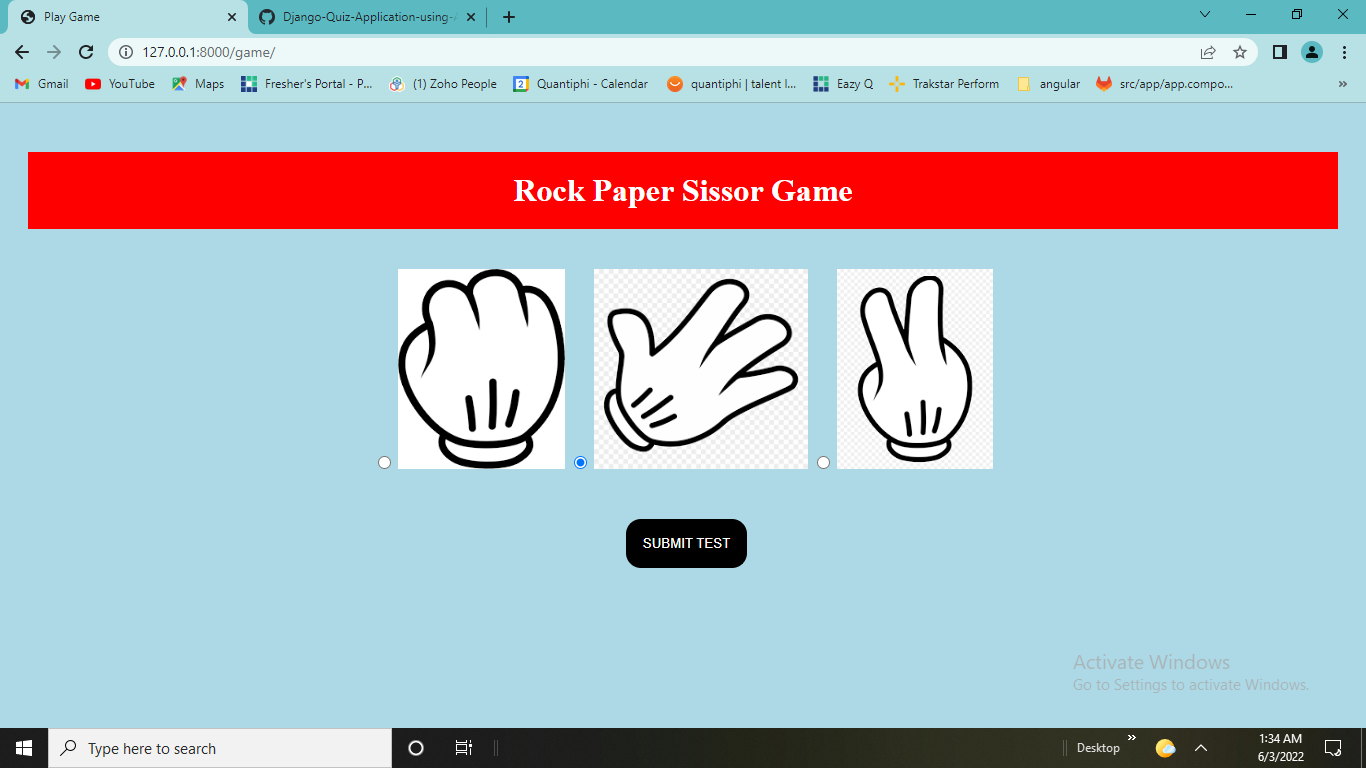 Play Game
Django-Quiz-Application-using-
127.0.0.1:8000/game/
Gmail YouTube Maps Fresher's Portal - P... (1) Zoho People 2 Quantiphi - Calendar quantiphi | talent l... Eazy Q Trakstar Perform angular src/app/app.compo... »
Rock Paper Sissor Game
SUBMIT TEST
Activate Windows
Go to Settings to activate Windows.
Type here to search
Desktop »
1:34 AM
6/3/2022